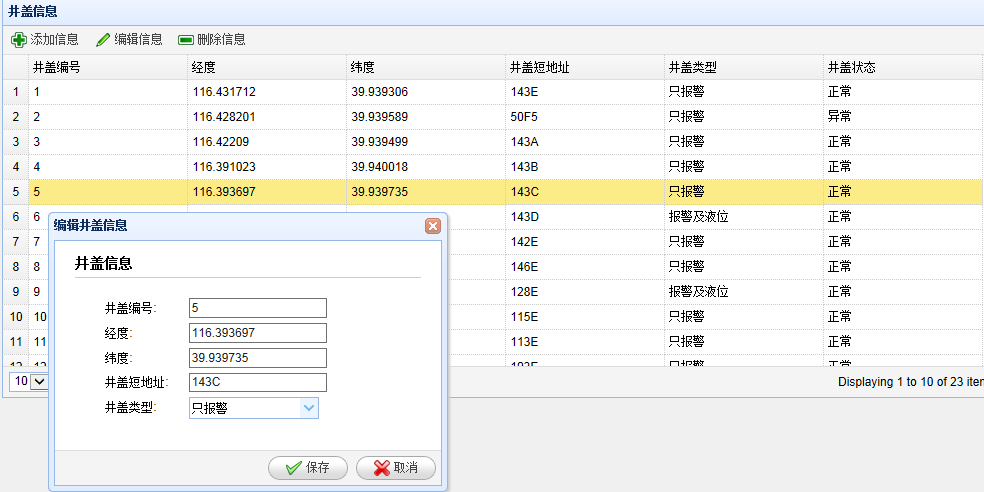 井盖信息
添加信息 编辑信息 删除信息
井盖编号 经度 纬度 井盖短地址 井盖类型 井盖状态
1 1 116.431712 39.939306 143E 只报警 正常
2 2 116.428201 39.939589 50F5 只报警 异常
3 3 116.42209 39.939499 143A 只报警 正常
4 4 116.391023 39.940018 143B 只报警 正常
5 5 116.393697 39.939735 143C 只报警 正常
6 6 143D 报警及液位 正常
7 7 142E 只报警 正常
8 8 146E 只报警 正常
9 9 128E 报警及液位 正常
10 10 115E 只报警 正常
11 11 113E 只报警 正常
10 Displaying 1 to 10 of 23 item
编辑井盖信息
井盖信息
井盖编号: 5
经度: 116.393697
纬度: 39.939735
井盖短地址: 143C
井盖类型: 只报警
保存 取消